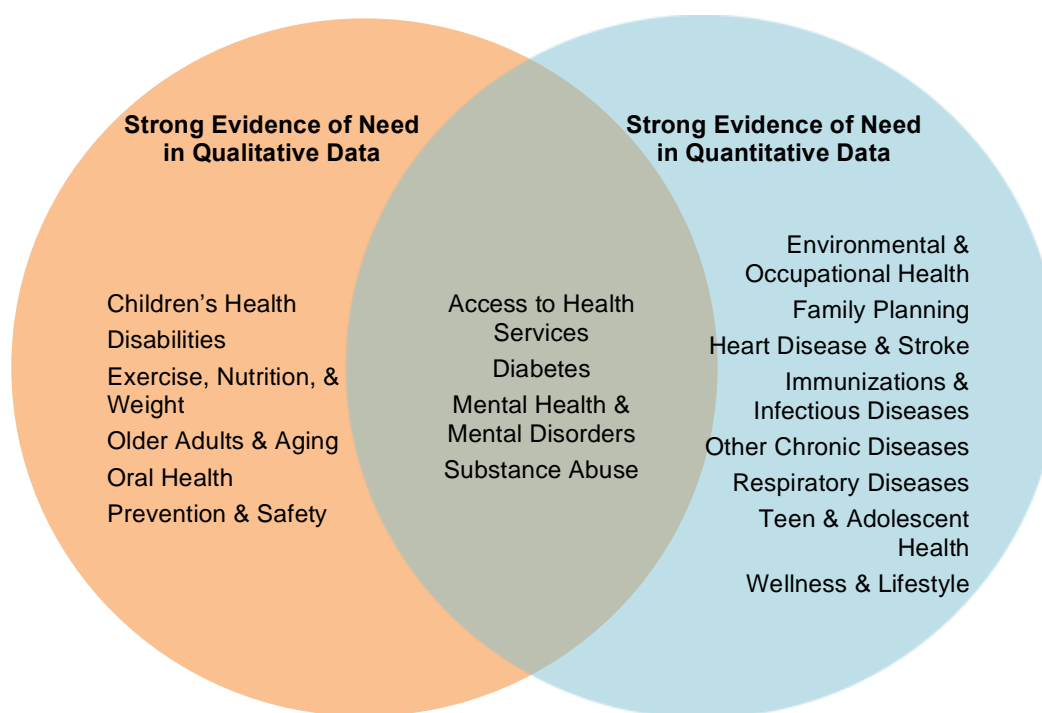 Strong Evidence of Need
in Qualitative Data
Children’s Health
Disabilities
Exercise, Nutrition, &
Weight
Older Adults & Aging
Oral Health
Prevention & Safety
Access to Health
Services
Diabetes
Mental Health &
Mental Disorders
Substance Abuse
Strong Evidence of Need
in Quantitative Data
Environmental &
Occupational Health
Family Planning
Heart Disease & Stroke
Immunizations &
Infectious Diseases
Other Chronic Diseases
Respiratory Diseases
Teen & Adolescent
Health
Wellness & Lifestyle